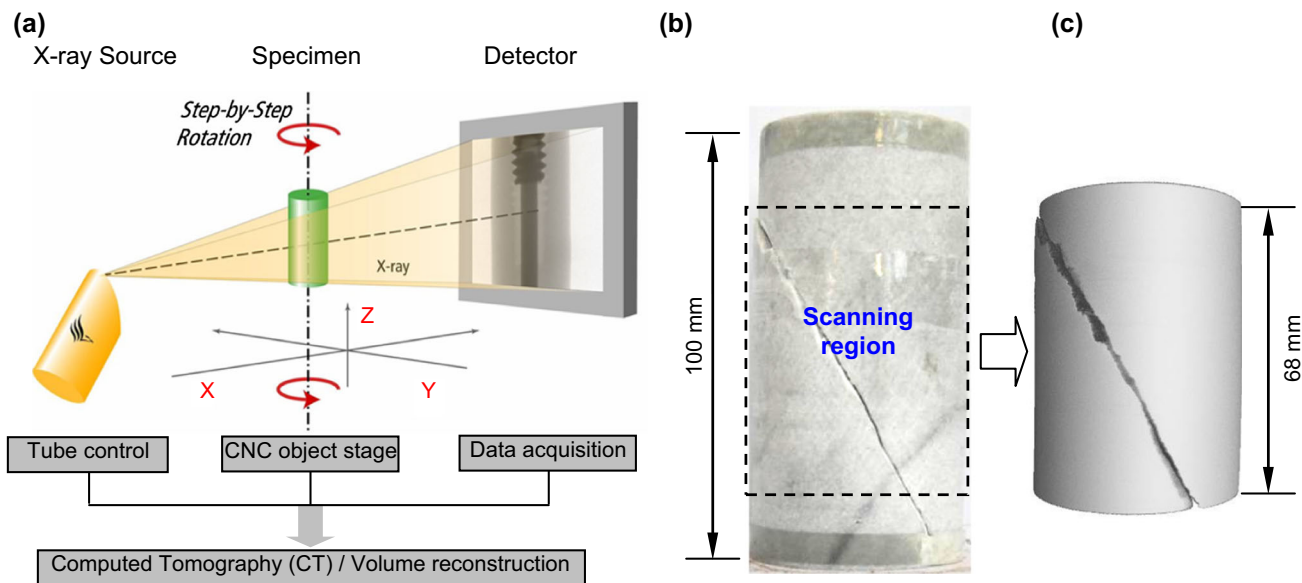 (a)
X-ray Source
Specimen
Detector
Step-by-Step
Rotation
X-ray
Z
X
Y
Tube control
CNC object stage
Data acquisition
Computed Tomography (CT) / Volume reconstruction
(b)
100 mm
Scanning
region
(c)
68 mm